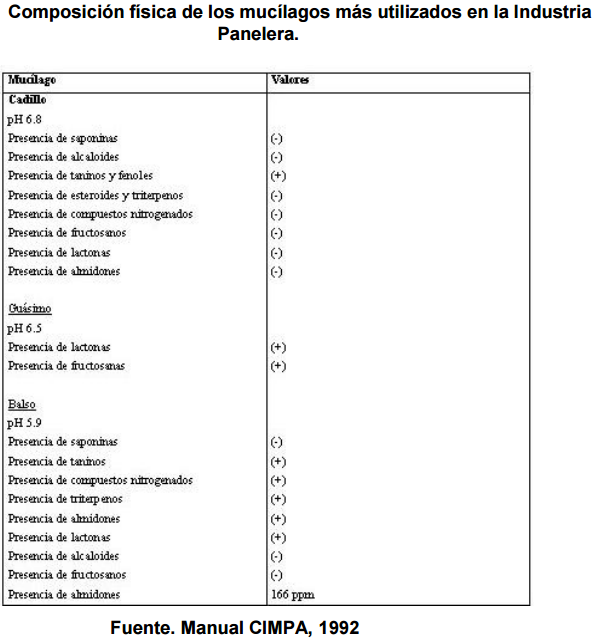 Composición física de los mucílagos más utilizados en la Industria
Panelera.
Mucílago Valores
Cadillo
pH 6.8
Presencia de saponinas (-)
Presencia de alcaloides (-)
Presencia de taninos y fenoles (+)
Presencia de esteroides y triterpenos (-)
Presencia de compuestos nitrogenados (-)
Presencia de fructosanos (-)
Presencia de lactonas (-)
Presencia de almidones (-)
Guásimo
pH 6.5
Presencia de lactonas (+)
Presencia de fructosanas (+)
Balso
pH 5.9
Presencia de saponinas (-)
Presencia de taninos (+)
Presencia de compuestos nitrogenados (+)
Presencia de triterpenos (+)
Presencia de almidones (+)
Presencia de lactonas (+)
Presencia de alcaloides (-)
Presencia de fructosanos (-)
Presencia de almidones 166 ppm
Fuente. Manual CIMPA, 1992